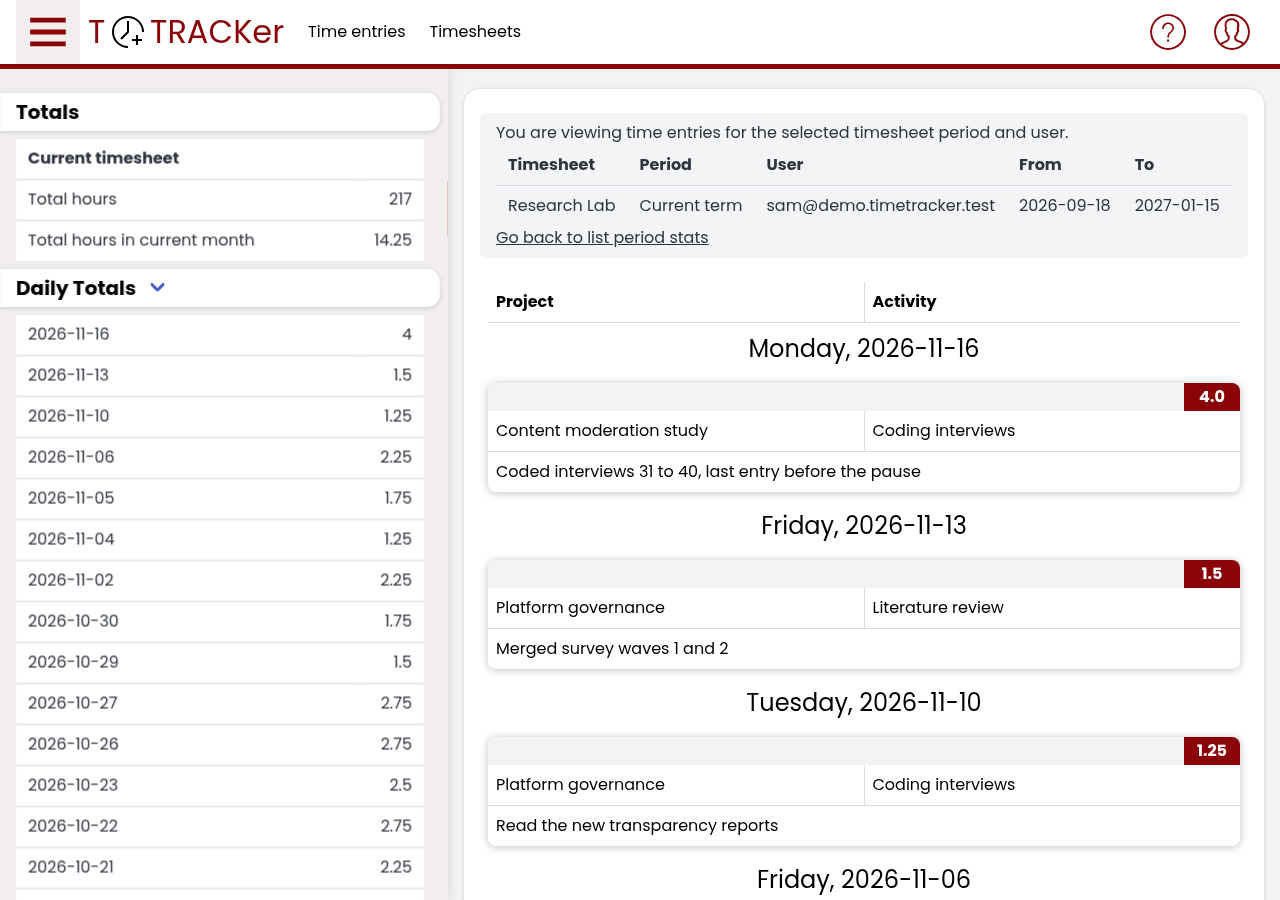 T TRACKer Time entries Timesheets ?
Totals
Current timesheet
Total hours 217
Total hours in current month 14.25
Daily Totals
2026-11-16 4
2026-11-13 1.5
2026-11-10 1.25
2026-11-06 2.25
2026-11-05 1.75
2026-11-04 1.25
2026-11-02 2.25
2026-10-30 1.75
2026-10-29 1.5
2026-10-27 2.75
2026-10-26 2.75
2026-10-23 2.5
2026-10-22 2.75
2026-10-21 2.25
You are viewing time entries for the selected timesheet period and user.
Timesheet Period User From To
Research Lab Current term sam@demo.timetracker.test 2026-09-18 2027-01-15
Go back to list period stats
Project Activity
Monday, 2026-11-16
4.0
Content moderation study Coding interviews
Coded interviews 31 to 40, last entry before the pause
Friday, 2026-11-13
1.5
Platform governance Literature review
Merged survey waves 1 and 2
Tuesday, 2026-11-10
1.25
Platform governance Coding interviews
Read the new transparency reports
Friday, 2026-11-06